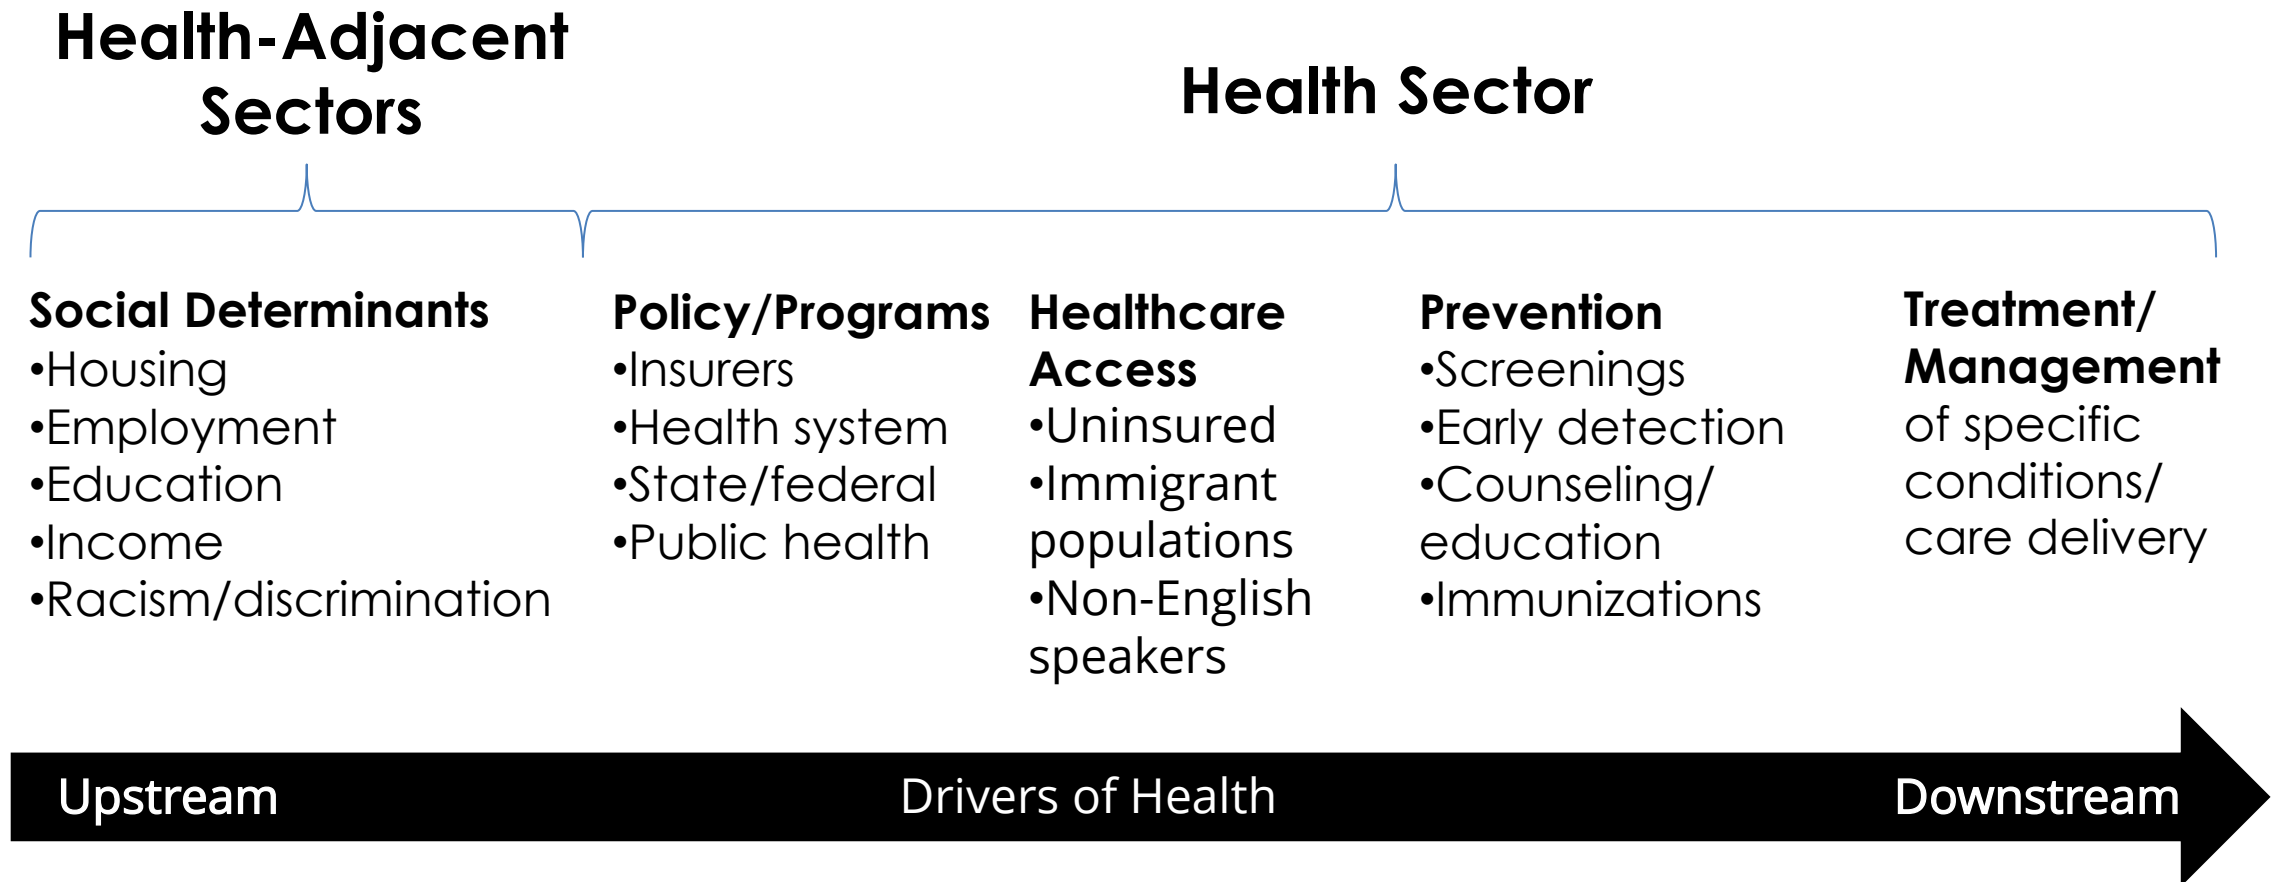 Health-Adjacent
Sectors
Health Sector
Social Determinants
•Housing
•Employment
•Education
•Income
•Racism/discrimination
Policy/Programs
•Insurers
•Health system
•State/federal
•Public health
Healthcare
Access
•Uninsured
•Immigrant
populations
•Non-English
speakers
Prevention
•Screenings
•Early detection
•Counseling/
education
•Immunizations
Treatment/
Management
of specific
conditions/
care delivery
Upstream
Drivers of Health
Downstream